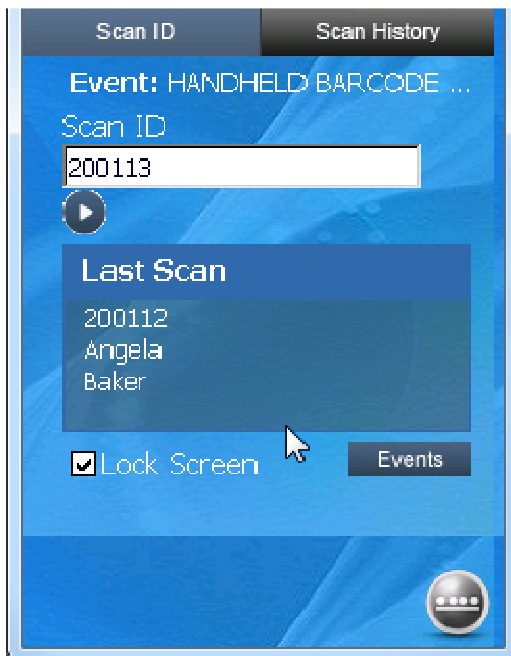 Scan ID Scan History
Event: HANDHELD BARCODE ...
Scan ID
200113
Last Scan
200112
Angela
Baker
Lock Screen Events